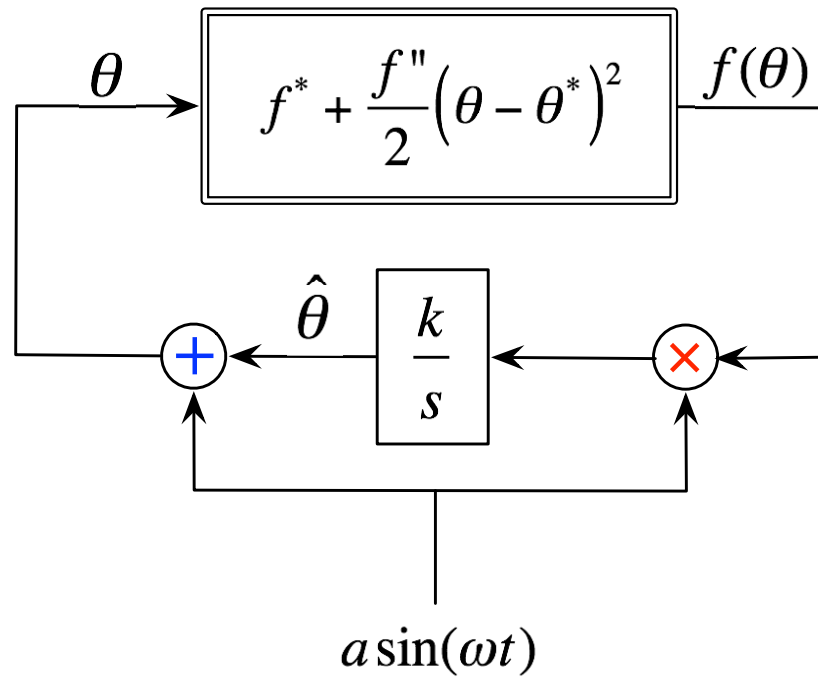 θ
f* + f"/2 (θ − θ*)²
f(θ)
θ̂
k/s
+
×
a sin(ωt)